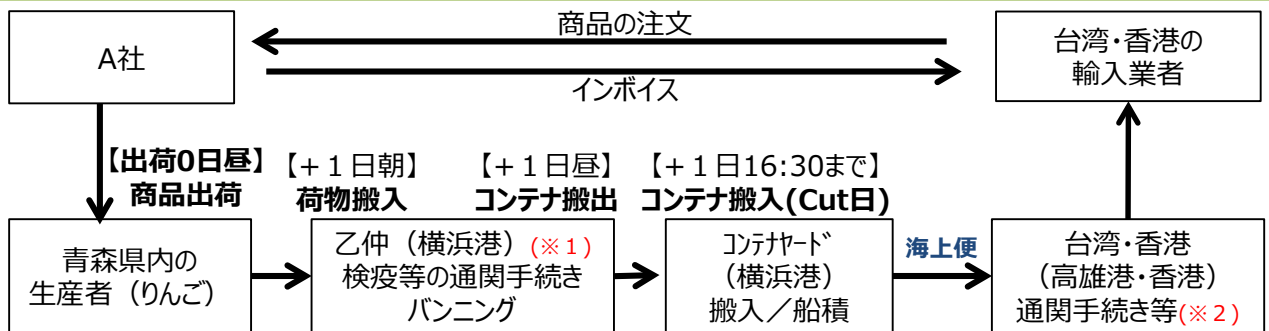 商品の注文
A社
台湾・香港の
輸入業者
インボイス
【出荷0日昼】
商品出荷
【+1日朝】
荷物搬入
【+1日昼】
コンテナ搬出
【+1日16:30まで】
コンテナ搬入(Cut日)
青森県内の
生産者（りんご）
乙仲（横浜港）(※1)
検疫等の通関手続き
バンニング
ｺﾝﾃﾅﾔｰﾄﾞ
（横浜港）
搬入／船積
海上便
台湾・香港
（高雄港・香港）
通関手続き等(※2)